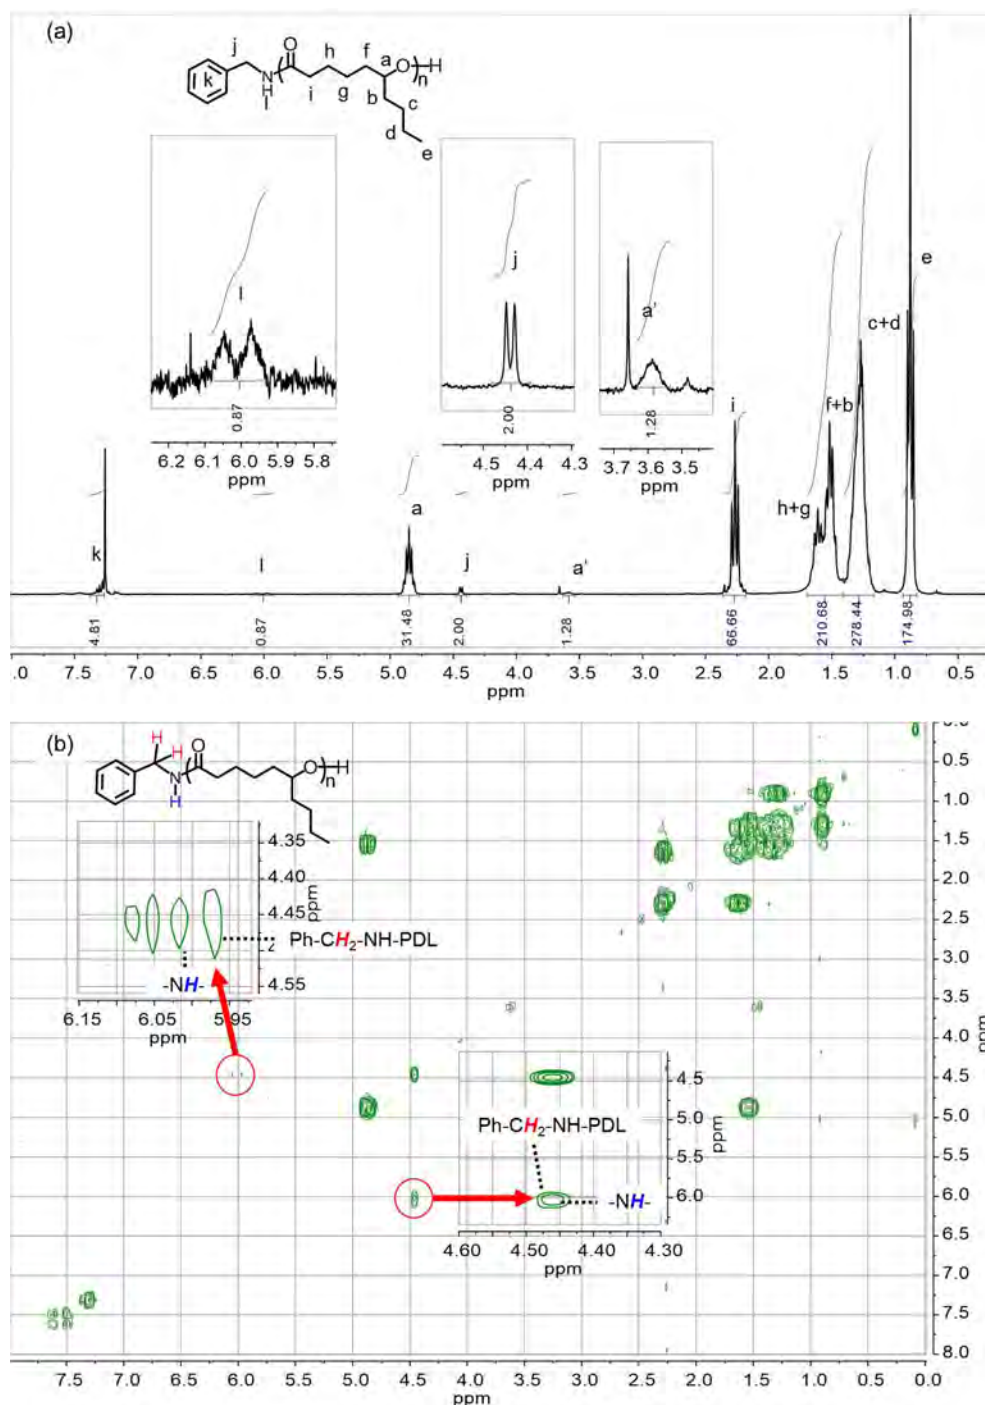 (a)
j
O
h
f
a
O
H
k
N
H
n
l
i
g
b
c
d
e
l
0.87
6.2 6.1 6.0 5.9 5.8
ppm
j
2.00
4.5 4.4 4.3
ppm
a'
1.28
3.7 3.6 3.5
ppm
e
c+d
f+b
i
h+g
a
k
l
j
a'
4.81
0.87
31.48
2.00
1.28
66.66
210.68
278.44
174.98
.0 7.5 7.0 6.5 6.0 5.5 5.0 4.5 4.0 3.5 3.0 2.5 2.0 1.5 1.0 0.5
ppm
(b)
H
H
O
O
H
N
H
n
4.35
4.40
4.45
4.55
ppm
Ph-CH2-NH-PDL
-NH-
6.15 6.05 5.95
ppm
4.5
5.0
5.5
6.0
ppm
Ph-CH2-NH-PDL
-NH-
4.60 4.50 4.40 4.30
ppm
0.5
1.0
1.5
2.0
2.5
3.0
3.5
4.0
4.5
5.0
5.5
6.0
6.5
7.0
7.5
8.0
ppm
7.5 7.0 6.5 6.0 5.5 5.0 4.5 4.0 3.5 3.0 2.5 2.0 1.5 1.0 0.5 0.0
ppm